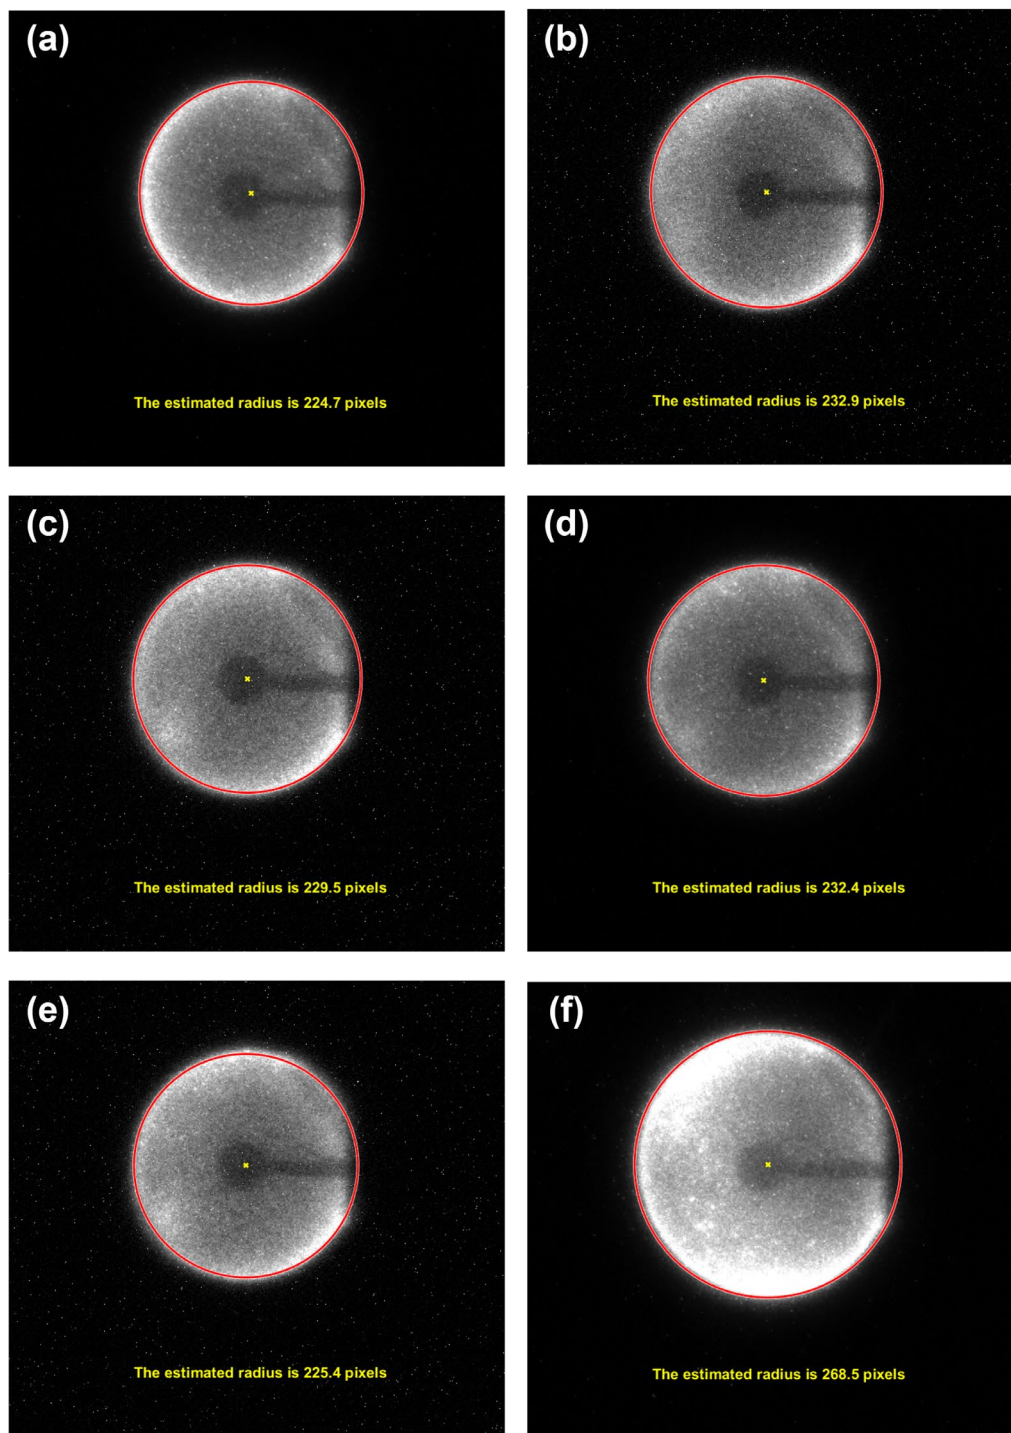 (a)
The estimated radius is 224.7 pixels
(b)
The estimated radius is 232.9 pixels
(c)
The estimated radius is 229.5 pixels
(d)
The estimated radius is 232.4 pixels
(e)
The estimated radius is 225.4 pixels
(f)
The estimated radius is 268.5 pixels